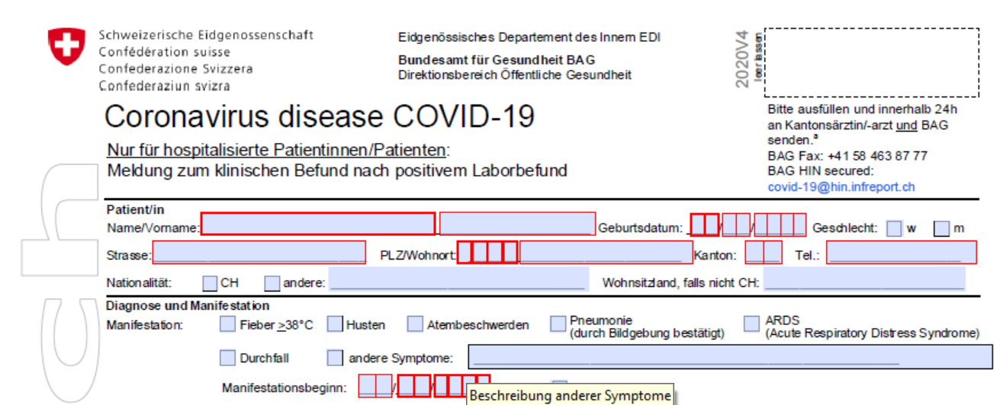 Schweizerische Eidgenossenschaft
Confédération suisse
Confederazione Svizzera
Confederaziun svizra
Eidgenössisches Departement des Innern EDI
Bundesamt für Gesundheit BAG
Direktionsbereich Öffentliche Gesundheit
2020V4
leer lassen
Coronavirus disease COVID-19
Nur für hospitalisierte Patientinnen/Patienten:
Meldung zum klinischen Befund nach positivem Laborbefund
Bitte ausfüllen und innerhalb 24h
an Kantonsärztin/-arzt und BAG
senden.ª
BAG Fax: +41 58 463 87 77
BAG HIN secured:
covid-19@hin.infreport.ch
ch
Patient/in
Name/Vorname: Geburtsdatum: / / Geschlecht: w m
Strasse: PLZ/Wohnort: Kanton: Tel.:
Nationalität: CH andere: Wohnsitzland, falls nicht CH:
Diagnose und Manifestation
Manifestation: Fieber >38°C Husten Atembeschwerden Pneumonie ARDS
(durch Bildgebung bestätigt) (Acute Respiratory Distress Syndrome)
Durchfall andere Symptome:
Manifestationsbeginn: / /
Beschreibung anderer Symptome